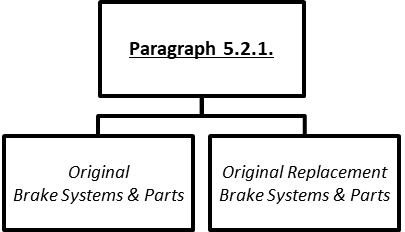 Paragraph 5.2.1.
Original
Brake Systems & Parts
Original Replacement
Brake Systems & Parts